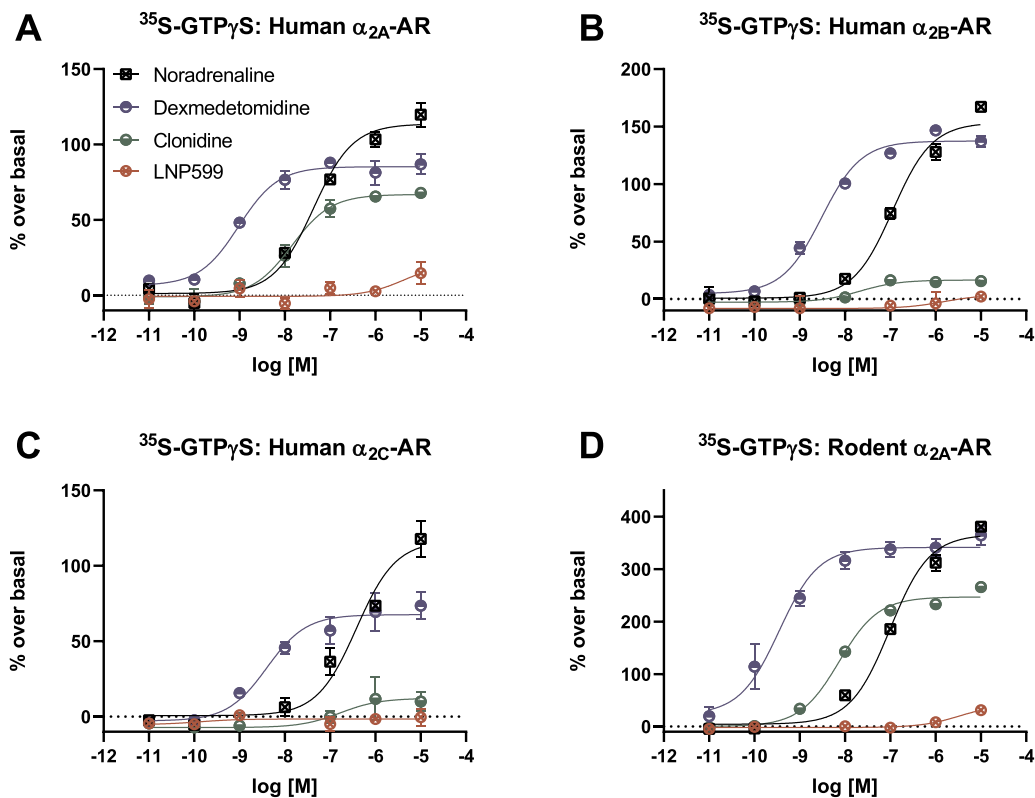 A
³⁵S-GTPγS: Human α₂A-AR
% over basal
150
100
50
0
Noradrenaline
Dexmedetomidine
Clonidine
LNP599
-12 -11 -10 -9 -8 -7 -6 -5 -4
log [M]
B
³⁵S-GTPγS: Human α₂B-AR
% over basal
200
150
100
50
0
-12 -11 -10 -9 -8 -7 -6 -5 -4
log [M]
C
³⁵S-GTPγS: Human α₂C-AR
% over basal
150
100
50
0
-12 -11 -10 -9 -8 -7 -6 -5 -4
log [M]
D
³⁵S-GTPγS: Rodent α₂A-AR
% over basal
400
300
200
100
0
-12 -11 -10 -9 -8 -7 -6 -5 -4
log [M]